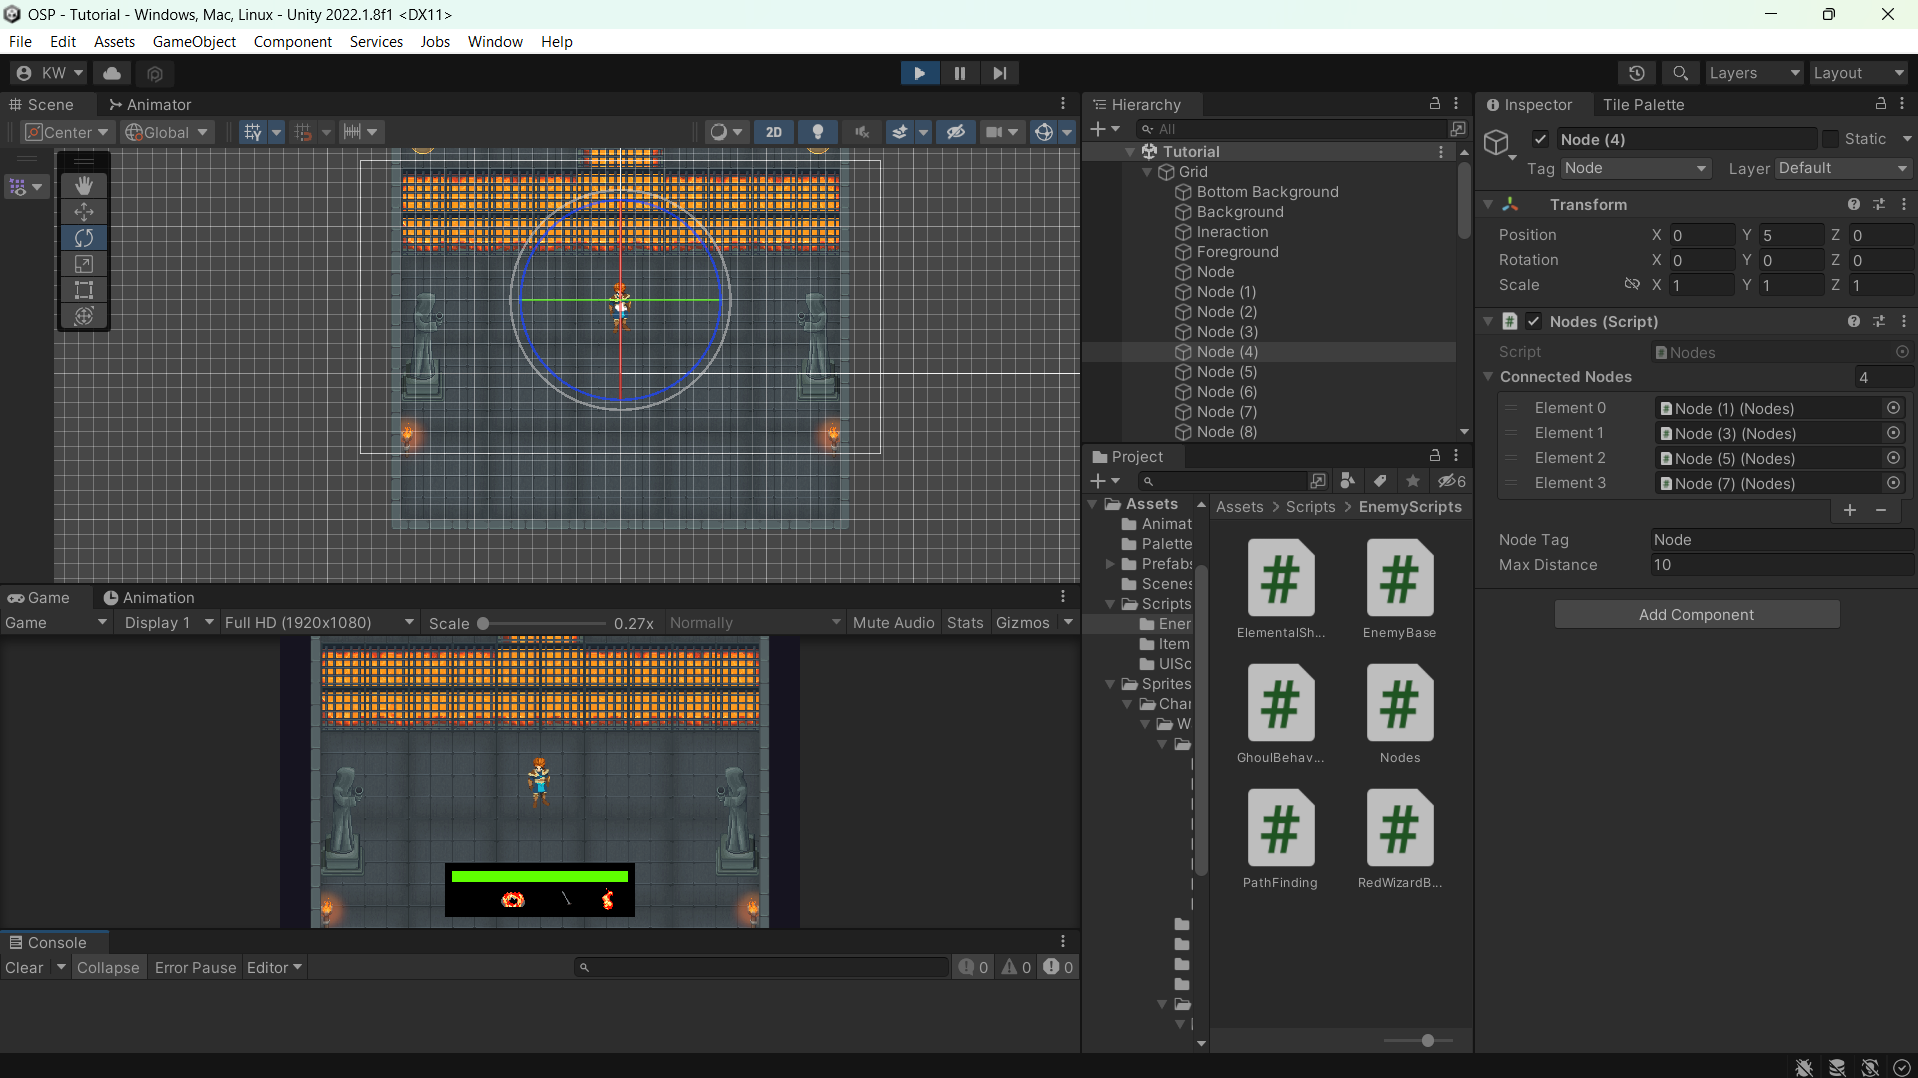 OSP - Tutorial - Windows, Mac, Linux - Unity 2022.1.8f1 <DX11>
File Edit Assets GameObject Component Services Jobs Window Help
KW Layers Layout
Scene Animator
Center Global 2D
Hierarchy
All
Tutorial
Grid
Bottom Background
Background
Ineraction
Foreground
Node
Node (1)
Node (2)
Node (3)
Node (4)
Node (5)
Node (6)
Node (7)
Node (8)
Inspector Tile Palette
Node (4) Static
Tag Node Layer Default
Transform
Position X 0 Y 5 Z 0
Rotation X 0 Y 0 Z 0
Scale X 1 Y 1 Z 1
Nodes (Script)
Script Nodes
Connected Nodes 4
Element 0 Node (1) (Nodes)
Element 1 Node (3) (Nodes)
Element 2 Node (5) (Nodes)
Element 3 Node (7) (Nodes)
Node Tag Node
Max Distance 10
Add Component
Game Animation
Game Display 1 Full HD (1920x1080) Scale 0.27x Normally Mute Audio Stats Gizmos
Project
6
Assets
Animat
Palette
Prefabs
Scenes
Scripts
Ener
Item
UISc
Sprites
Char
W
Assets > Scripts > EnemyScripts
ElementalSh... EnemyBase
GhoulBehav... Nodes
PathFinding RedWizardB...
Console
Clear Collapse Error Pause Editor 0 0 0